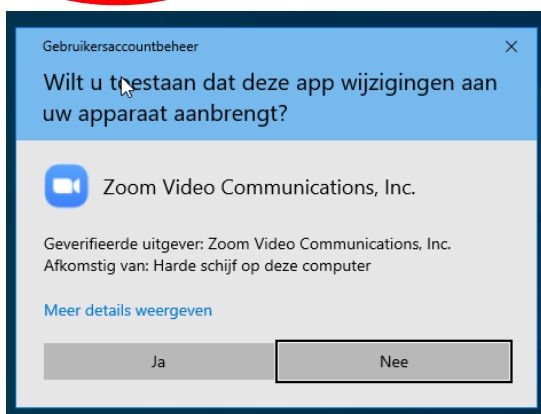 Gebruikersaccountbeheer
Wilt u toestaan dat deze app wijzigingen aan
uw apparaat aanbrengt?
Zoom Video Communications, Inc.
Geverifieerde uitgever: Zoom Video Communications, Inc.
Afkomstig van: Harde schijf op deze computer
Meer details weergeven
Ja Nee